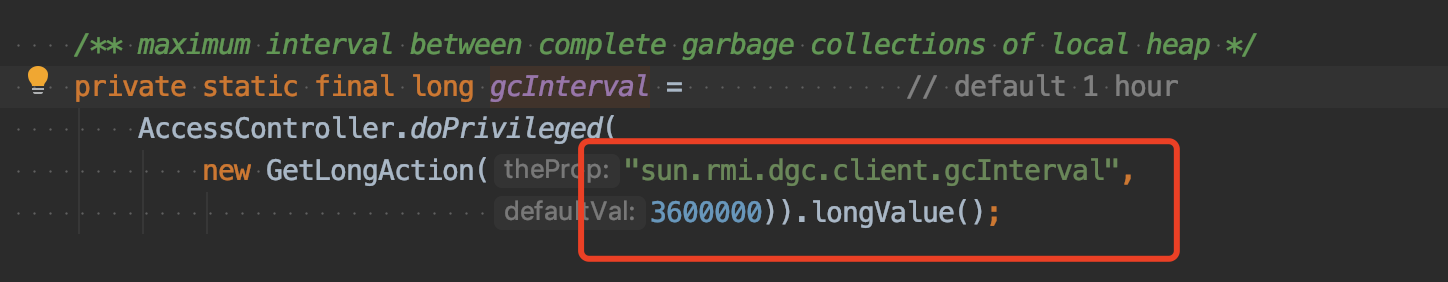 /** maximum interval between complete garbage collections of local heap */
private static final long gcInterval = // default 1 hour
AccessController.doPrivileged(
new GetLongAction( theProp: "sun.rmi.dgc.client.gcInterval",
defaultVal: 3600000)).longValue();